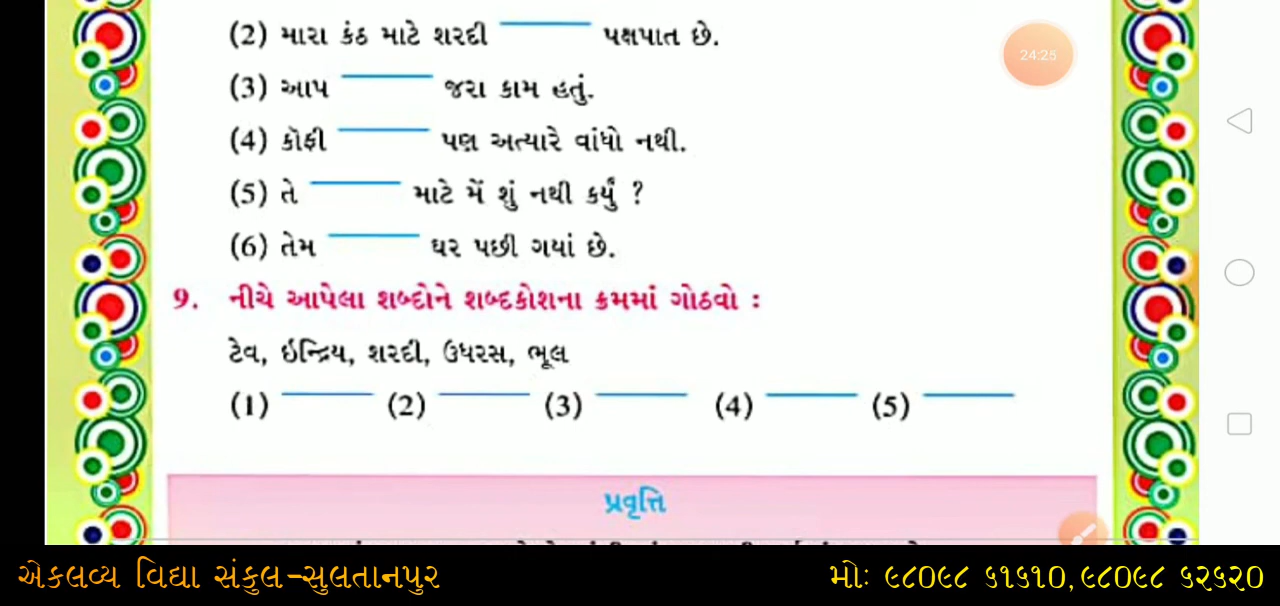 (2) મારા કંઠ માટે શરદી ______ પક્ષપાત છે.
24:25
(3) આપ ______ જરા કામ હતું.
(4) કૉફી ______ પણ અત્યારે વાંધો નથી.
(5) તે ______ માટે મેં શું નથી કર્યું ?
(6) તેમ ______ ઘર પછી ગયાં છે.
9. નીચે આપેલા શબ્દોને શબ્દકોશના ક્રમમાં ગોઠવો :
ટેવ, ઇન્દ્રિય, શરદી, ઉધરસ, ભૂલ
(1) ______ (2) ______ (3) ______ (4) ______ (5) ______
પ્રવૃત્તિ
એકલવ્ય વિદ્યા સંકુલ-સુલતાનપુર મો: ૯૮૦૯૮ ૬૧૬૧૦,૯૮૦૯૮ ૬૨૬૨૦